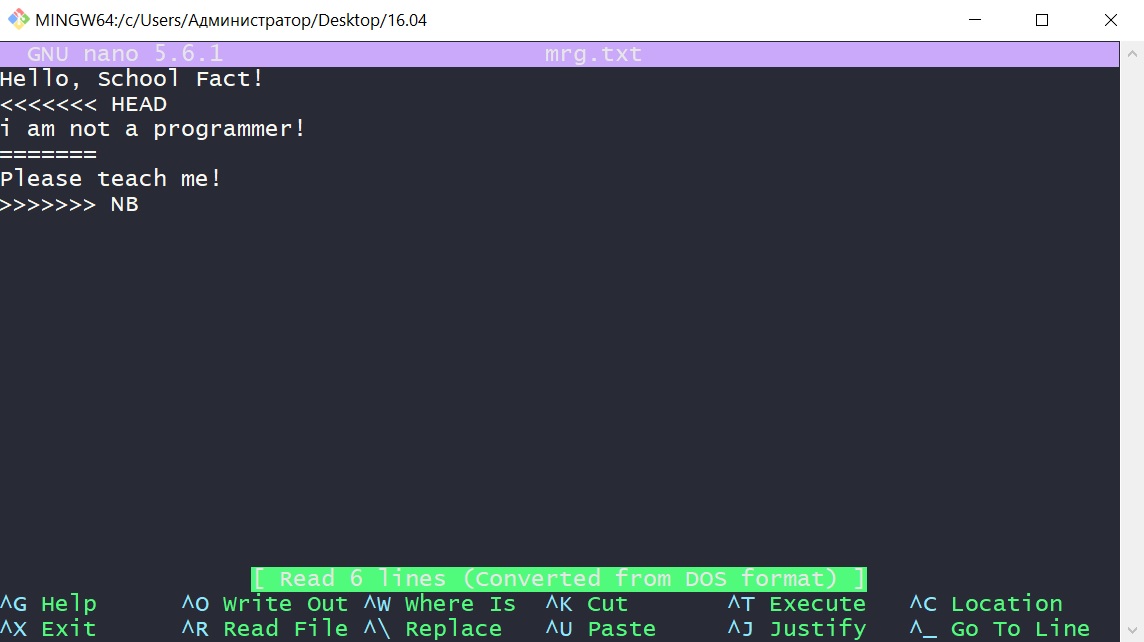 MINGW64:/c/Users/Администратор/Desktop/16.04
GNU nano 5.6.1 mrg.txt
Hello, School Fact!
<<<<<<< HEAD
i am not a programmer!
=======
Please teach me!
>>>>>>> NB
[ Read 6 lines (Converted from DOS format) ]
^G Help ^O Write Out ^W Where Is ^K Cut ^T Execute ^C Location
^X Exit ^R Read File ^\ Replace ^U Paste ^J Justify ^_ Go To Line